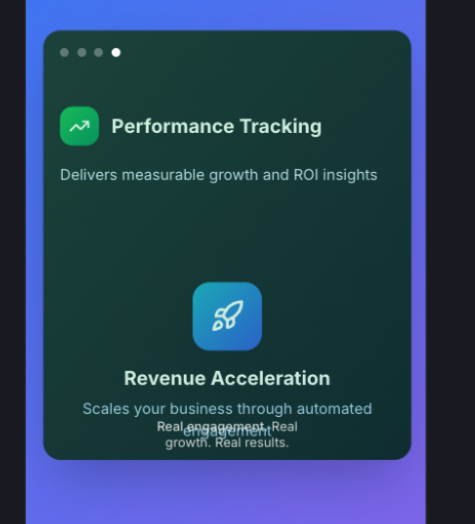 Performance Tracking
Delivers measurable growth and ROI insights
Revenue Acceleration
Scales your business through automated
engagement
Real engagement. Real
growth. Real results.